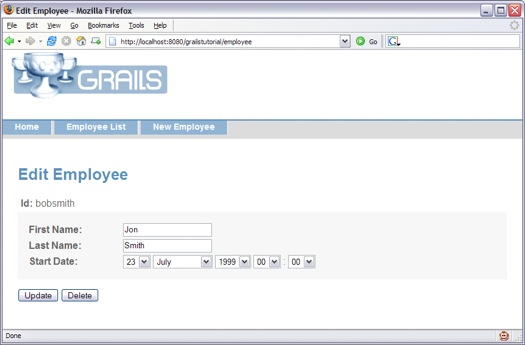 Edit Employee - Mozilla Firefox
File Edit View Go Bookmarks Tools Help
http://localhost:8080/grailstutorial/employee Go G
GRAILS
Home Employee List New Employee
Edit Employee
Id: bobsmith
First Name: Jon
Last Name: Smith
Start Date: 23 July 1999 00 : 00
Update Delete
Done